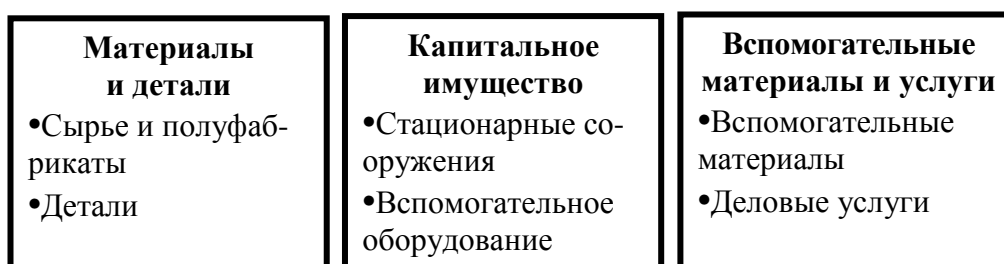 Материалы
и детали
•Сырье и полуфаб-
рикаты
•Детали
Капитальное
имущество
•Стационарные со-
оружения
•Вспомогательное
оборудование
Вспомогательные
материалы и услуги
•Вспомогательные
материалы
•Деловые услуги